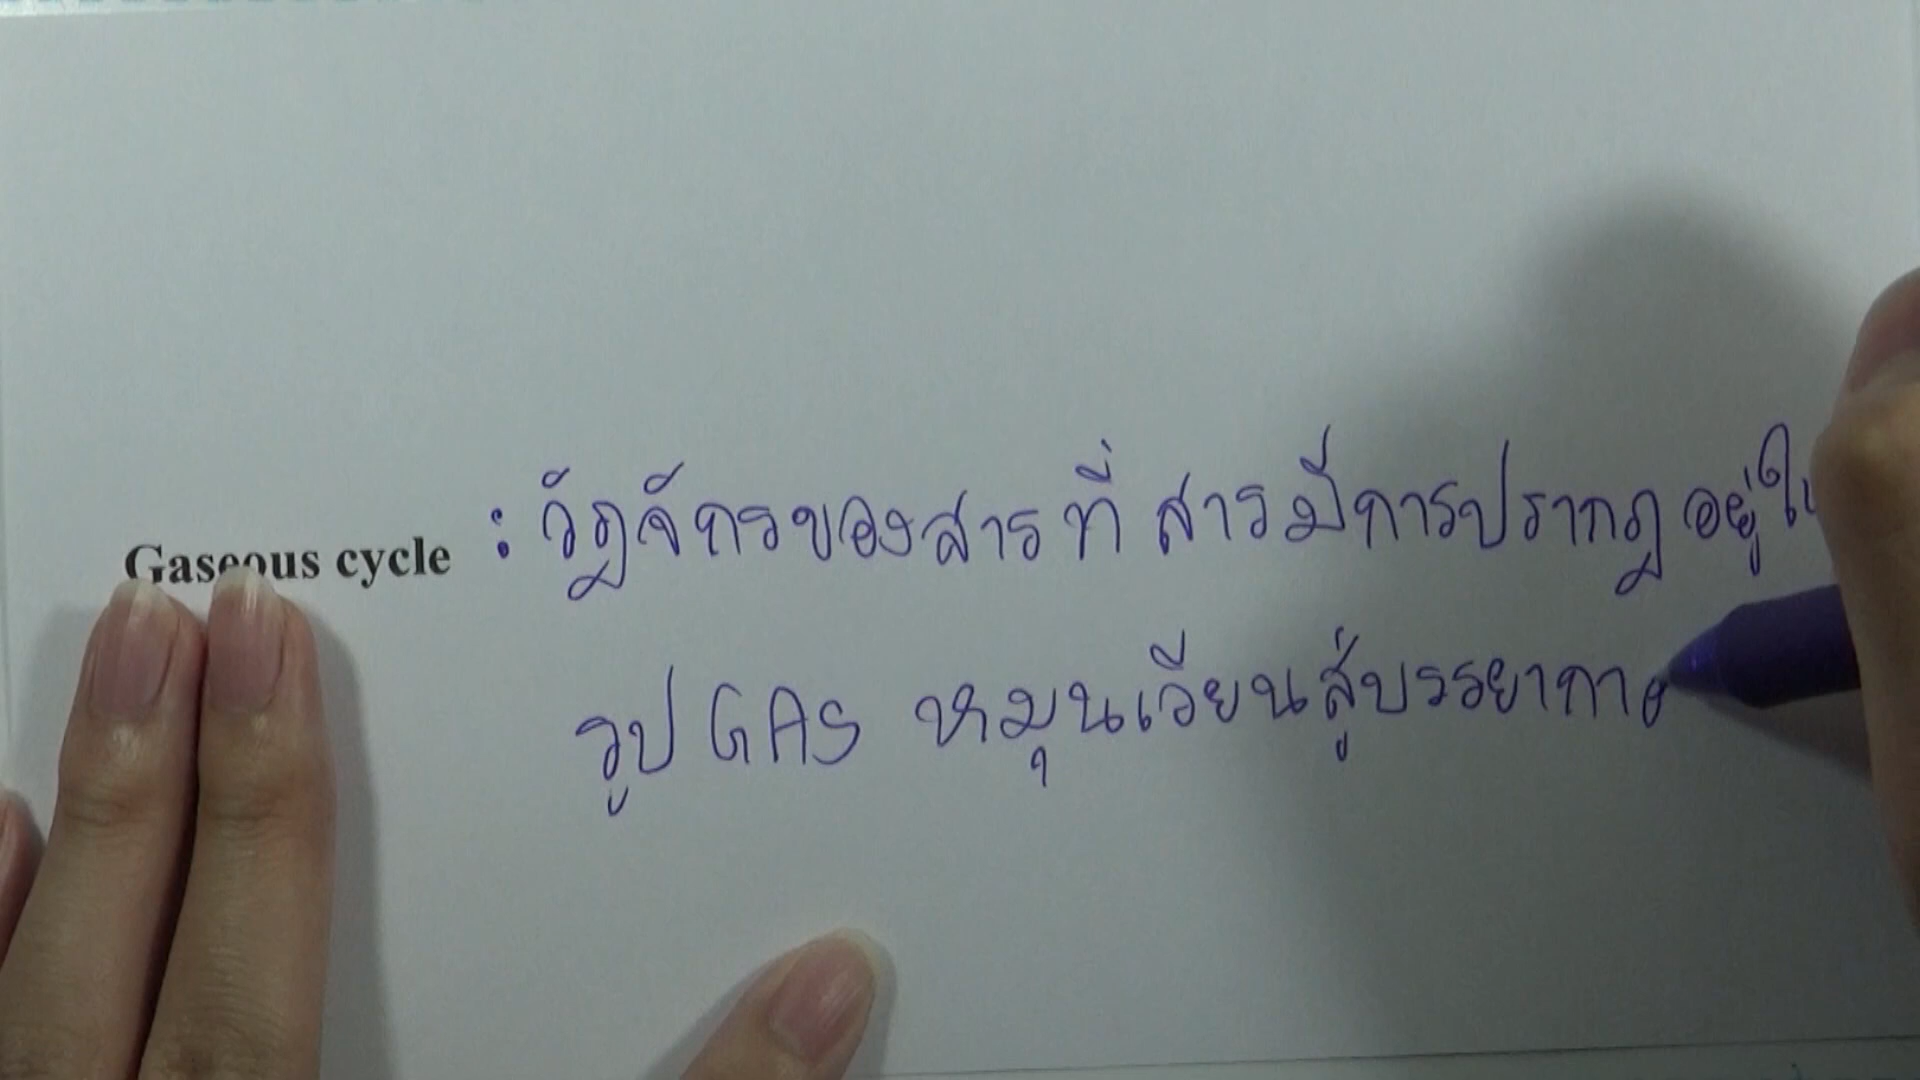 Gaseous cycle : วัฏจักรของสาร ที่ สารมีการปรากฏ อยู่ใ
รูป GAS หมุนเวียนสู่บรรยากา